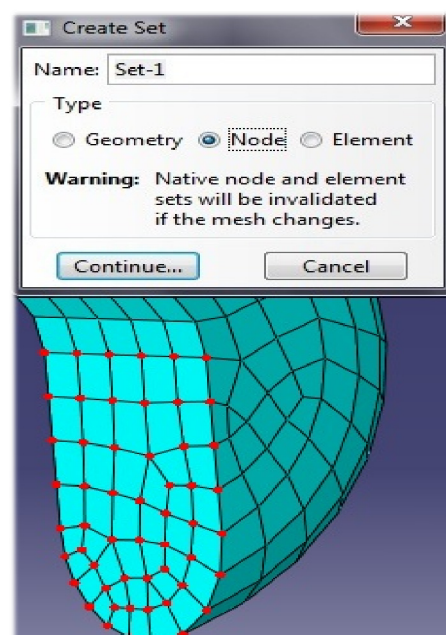 Create Set
Name: Set-1
Type
Geometry Node Element
Warning: Native node and element
sets will be invalidated
if the mesh changes.
Continue... Cancel